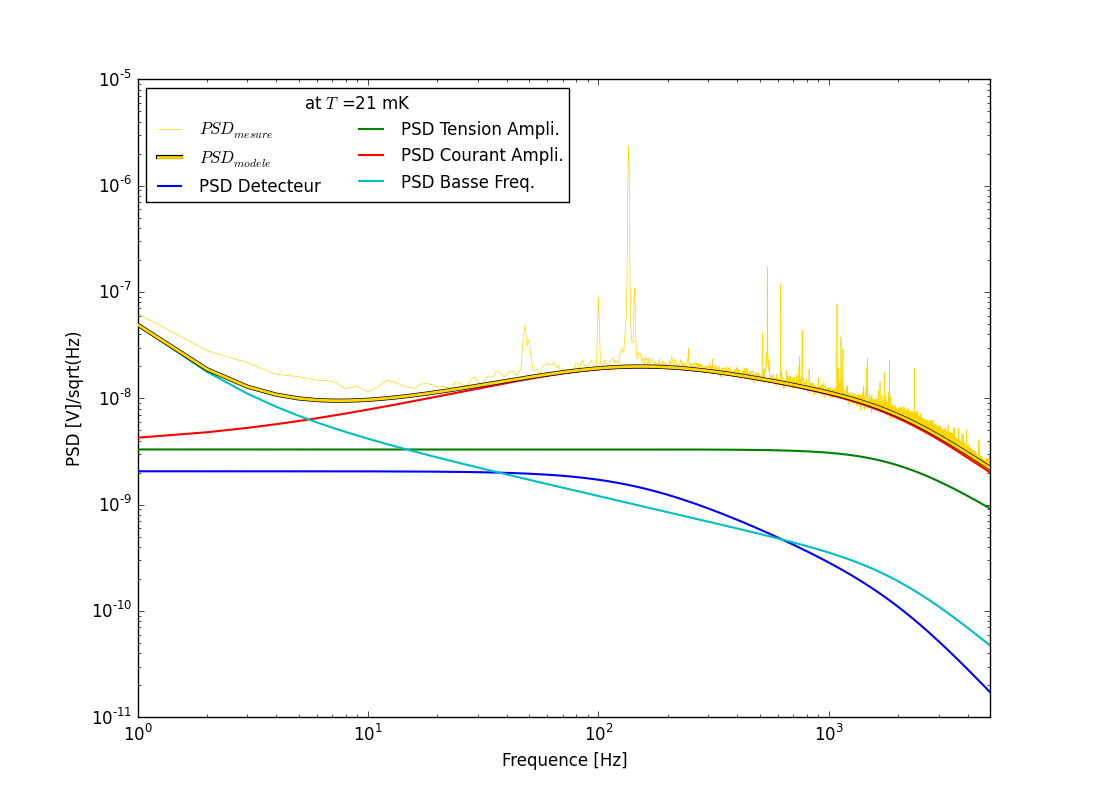 10^-5
10^-6
10^-7
10^-8
10^-9
10^-10
10^-11
PSD [V]/sqrt(Hz)
at T =21 mK
PSD_mesure
PSD_modele
PSD Detecteur
PSD Tension Ampli.
PSD Courant Ampli.
PSD Basse Freq.
10^0 10^1 10^2 10^3
Frequence [Hz]